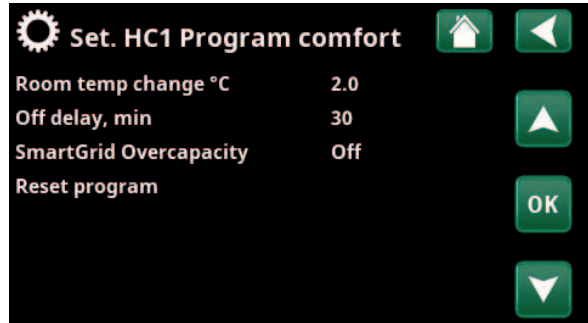 Set. HC1 Program comfort
Room temp change °C 2.0
Off delay, min 30
SmartGrid Overcapacity Off
Reset program
OK